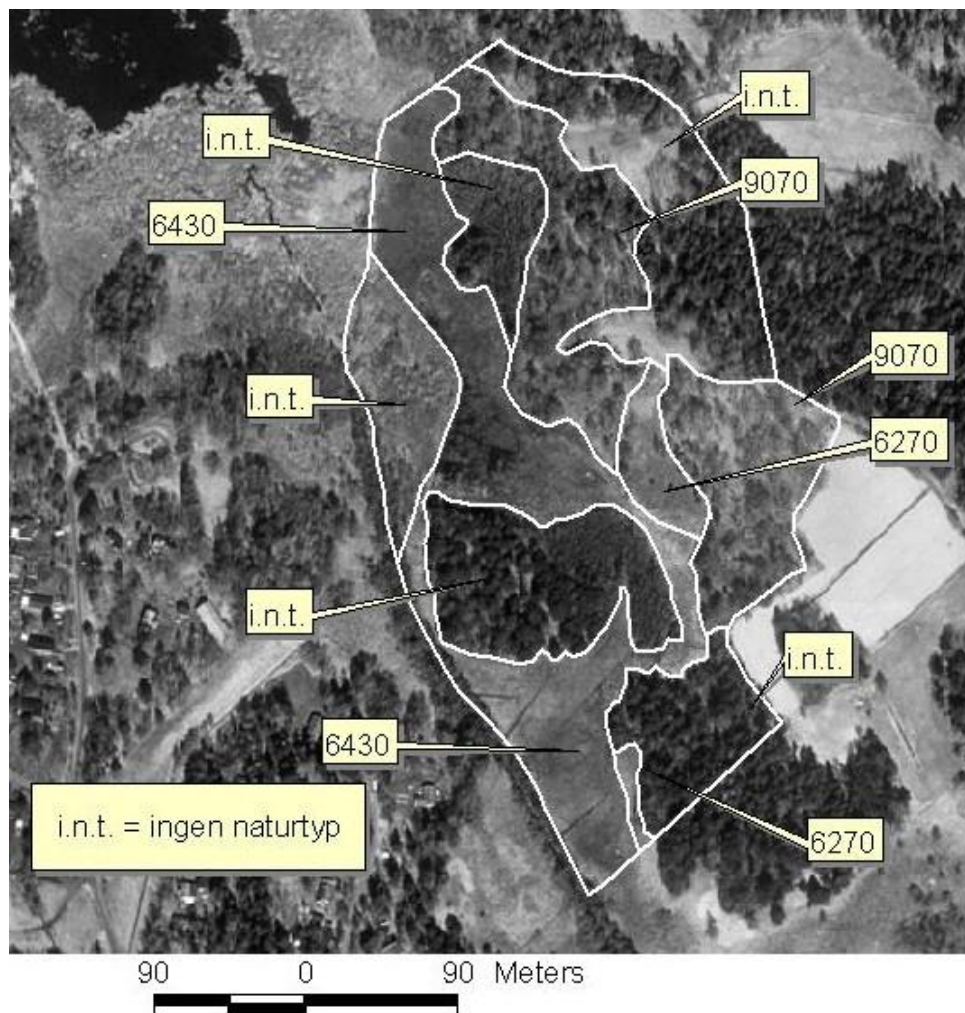 i.n.t.
i.n.t.
9070
6430
9070
i.n.t.
6270
i.n.t.
i.n.t.
6430
i.n.t. = ingen naturtyp
6270
90 0 90 Meters